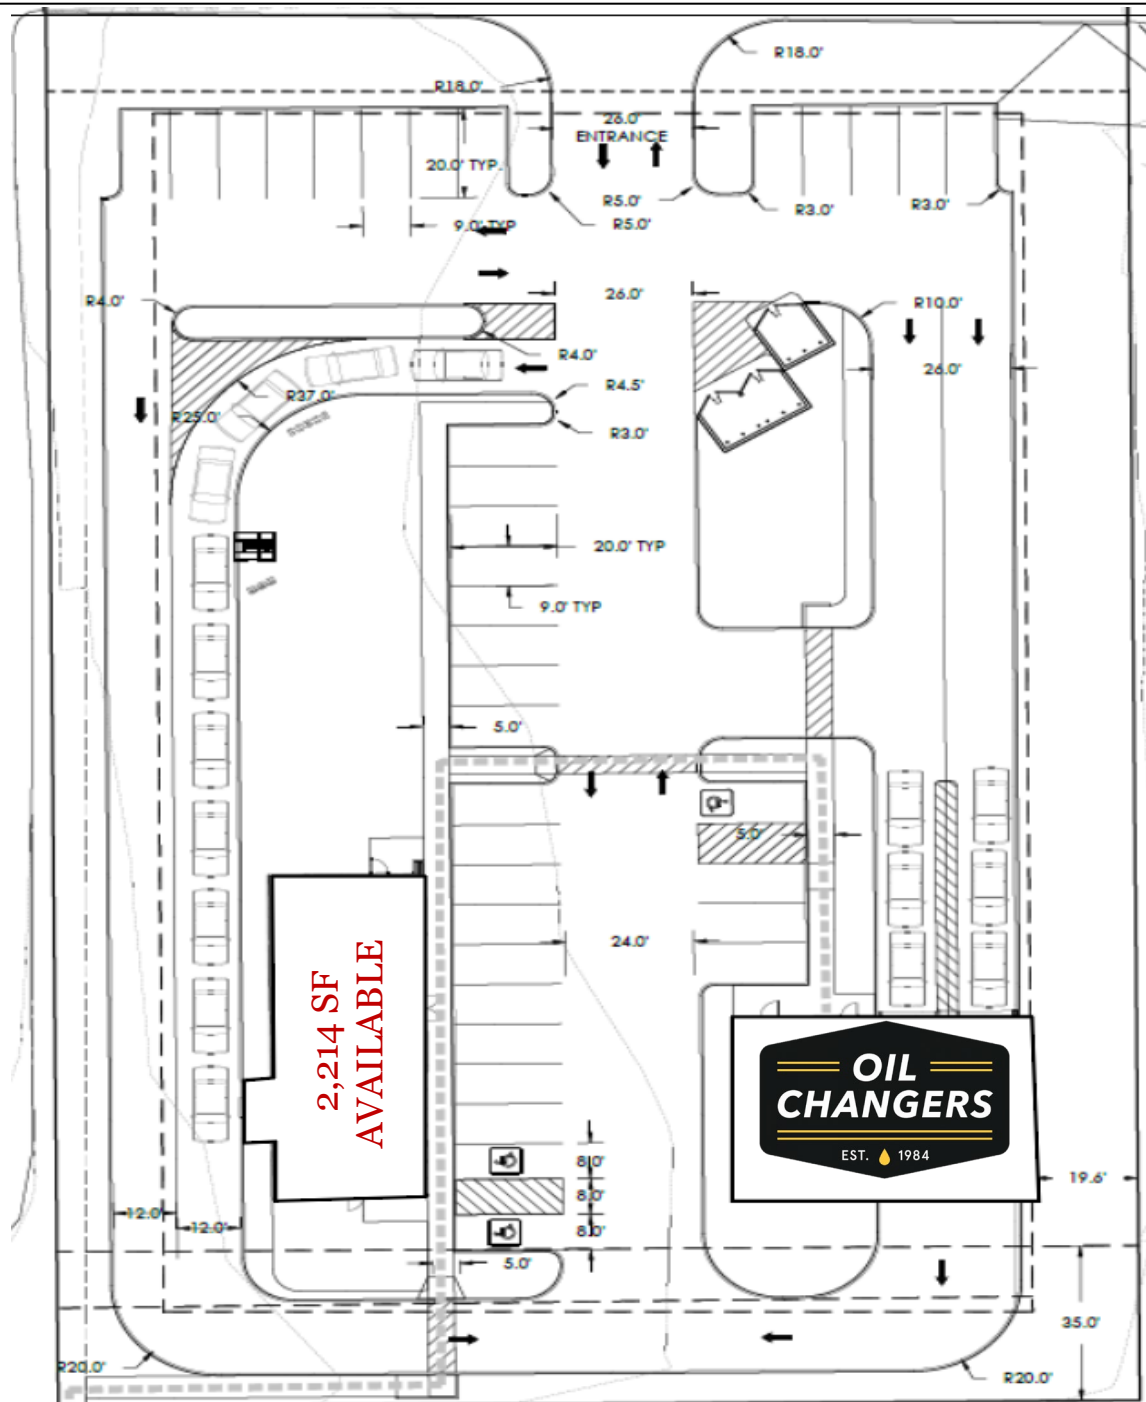 R18.0'
R18.0'
26.0'
ENTRANCE
20.0' TYP.
R5.0'
R3.0'
R3.0'
9.0' TYP
R5.0'
26.0'
R4.0'
R10.0'
R4.0'
26.0'
R4.5'
R37.0'
R25.0'
R3.0'
20.0' TYP
9.0' TYP
5.0'
5.0'
24.0'
2,214 SF
AVAILABLE
OIL
CHANGERS
EST. 1984
8.0'
19.6'
8.0'
12.0'
12.0'
8.0'
5.0'
35.0'
R20.0'
R20.0'